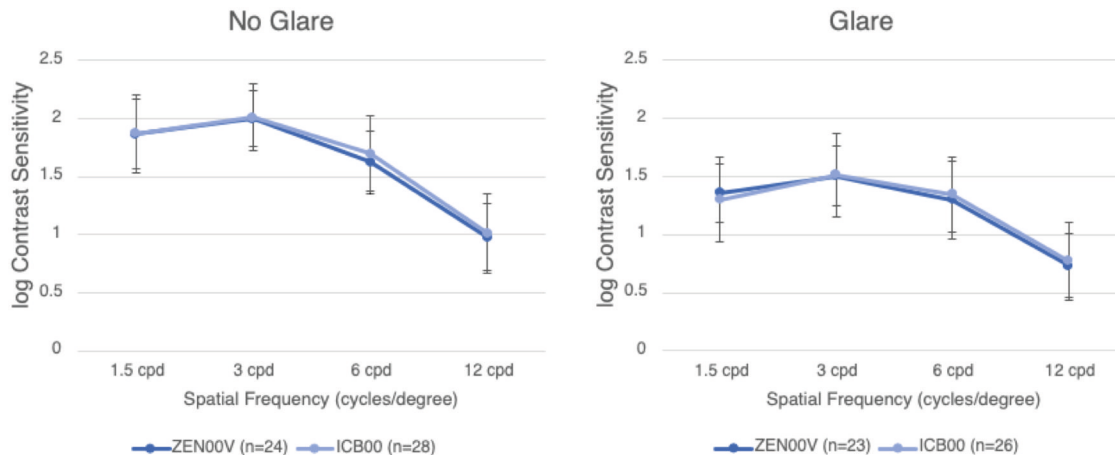 No Glare
2.5
2
1.5
1
0.5
0
log Contrast Sensitivity
1.5 cpd 3 cpd 6 cpd 12 cpd
Spatial Frequency (cycles/degree)
ZEN00V (n=24) ICB00 (n=28)
Glare
2.5
2
1.5
1
0.5
0
log Contrast Sensitivity
1.5 cpd 3 cpd 6 cpd 12 cpd
Spatial Frequency (cycles/degree)
ZEN00V (n=23) ICB00 (n=26)